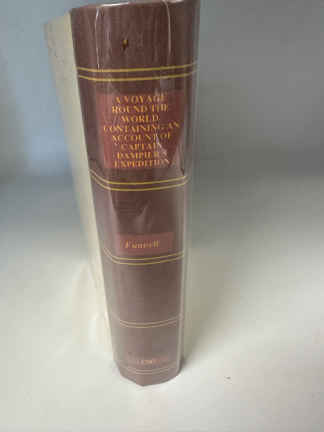 A VOYAGE
ROUND THE
WORLD.
CONTAINING AN
ACCOUNT OF
CAPTAIN
DAMPIER'S
EXPEDITION
Funnell